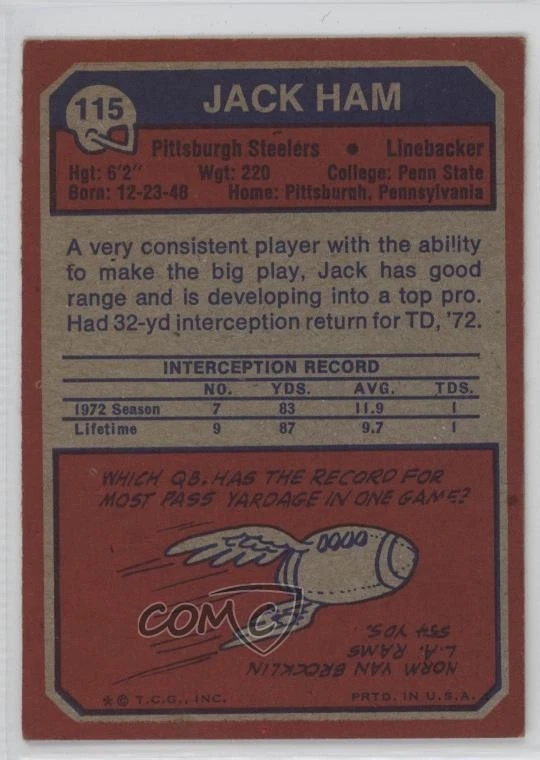 115
JACK HAM
Pittsburgh Steelers • Linebacker
Hgt: 6'2" Wgt: 220 College: Penn State
Born: 12-23-48 Home: Pittsburgh, Pennsylvania
A very consistent player with the ability
to make the big play, Jack has good
range and is developing into a top pro.
Had 32-yd interception return for TD, '72.
INTERCEPTION RECORD
NO. YDS. AVG. TDS.
1972 Season 7 83 11.9 1
Lifetime 9 87 9.7 1
WHICH QB. HAS THE RECORD FOR
MOST PASS YARDAGE IN ONE GAME?
COMC
NORM VAN BROCKLIN
L.A. RAMS
554 YDS.
* © T.C.G., INC. PRTD. IN U.S.A.